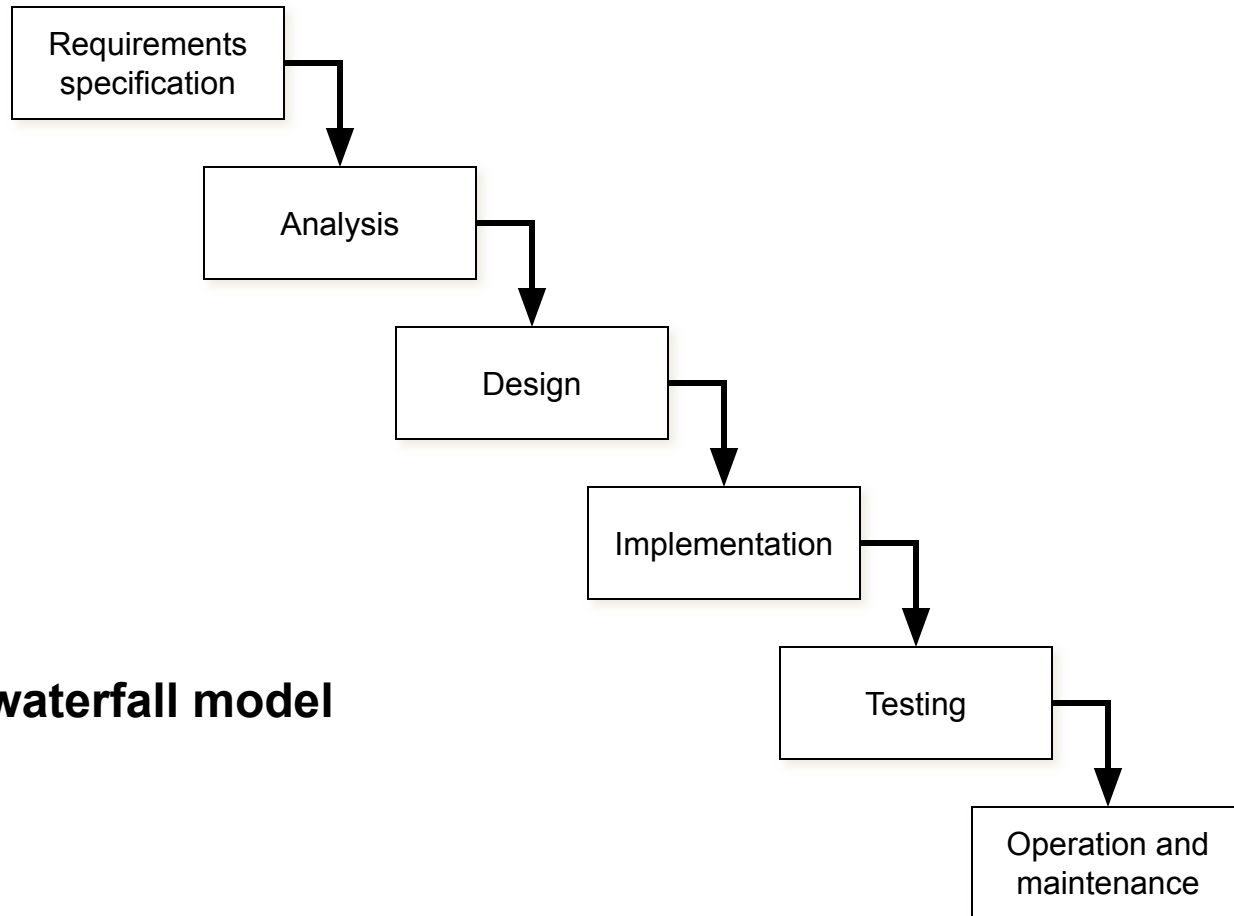 Requirements
specification
Analysis
Design
Implementation
Testing
waterfall model
Operation and
maintenance